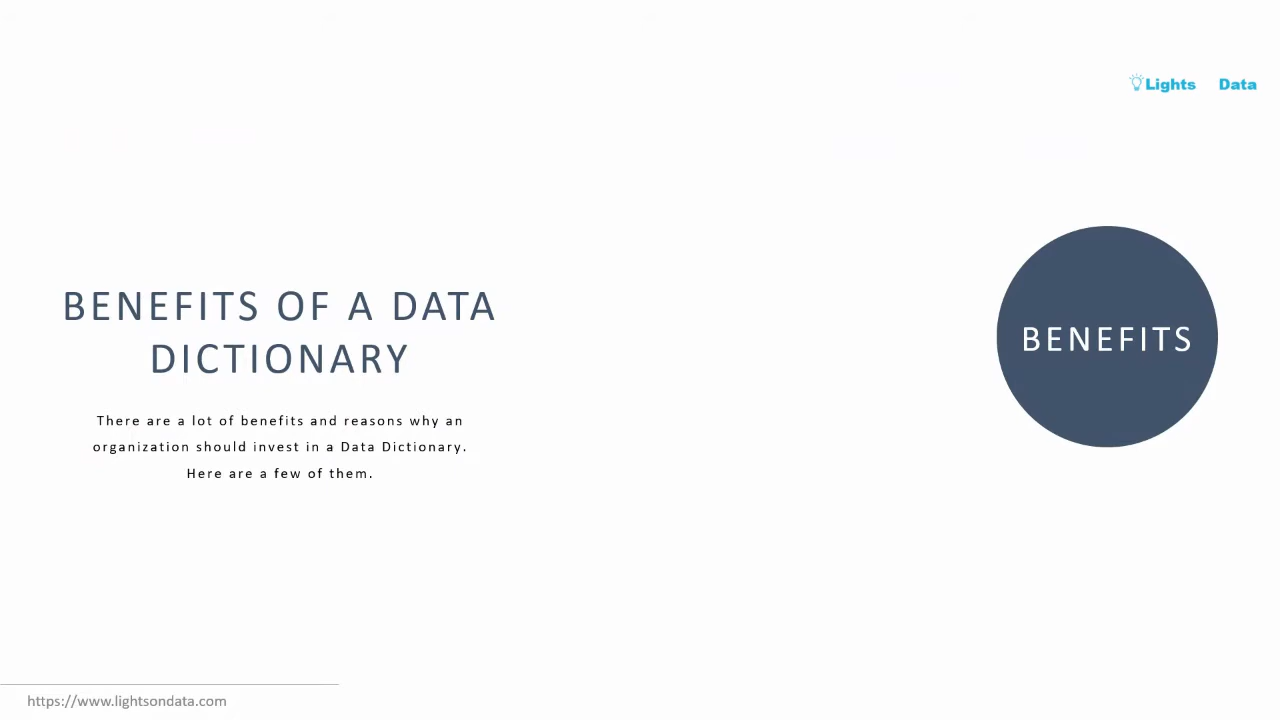 Lights Data
BENEFITS OF A DATA
DICTIONARY
There are a lot of benefits and reasons why an
organization should invest in a Data Dictionary.
Here are a few of them.
BENEFITS
https://www.lightsondata.com